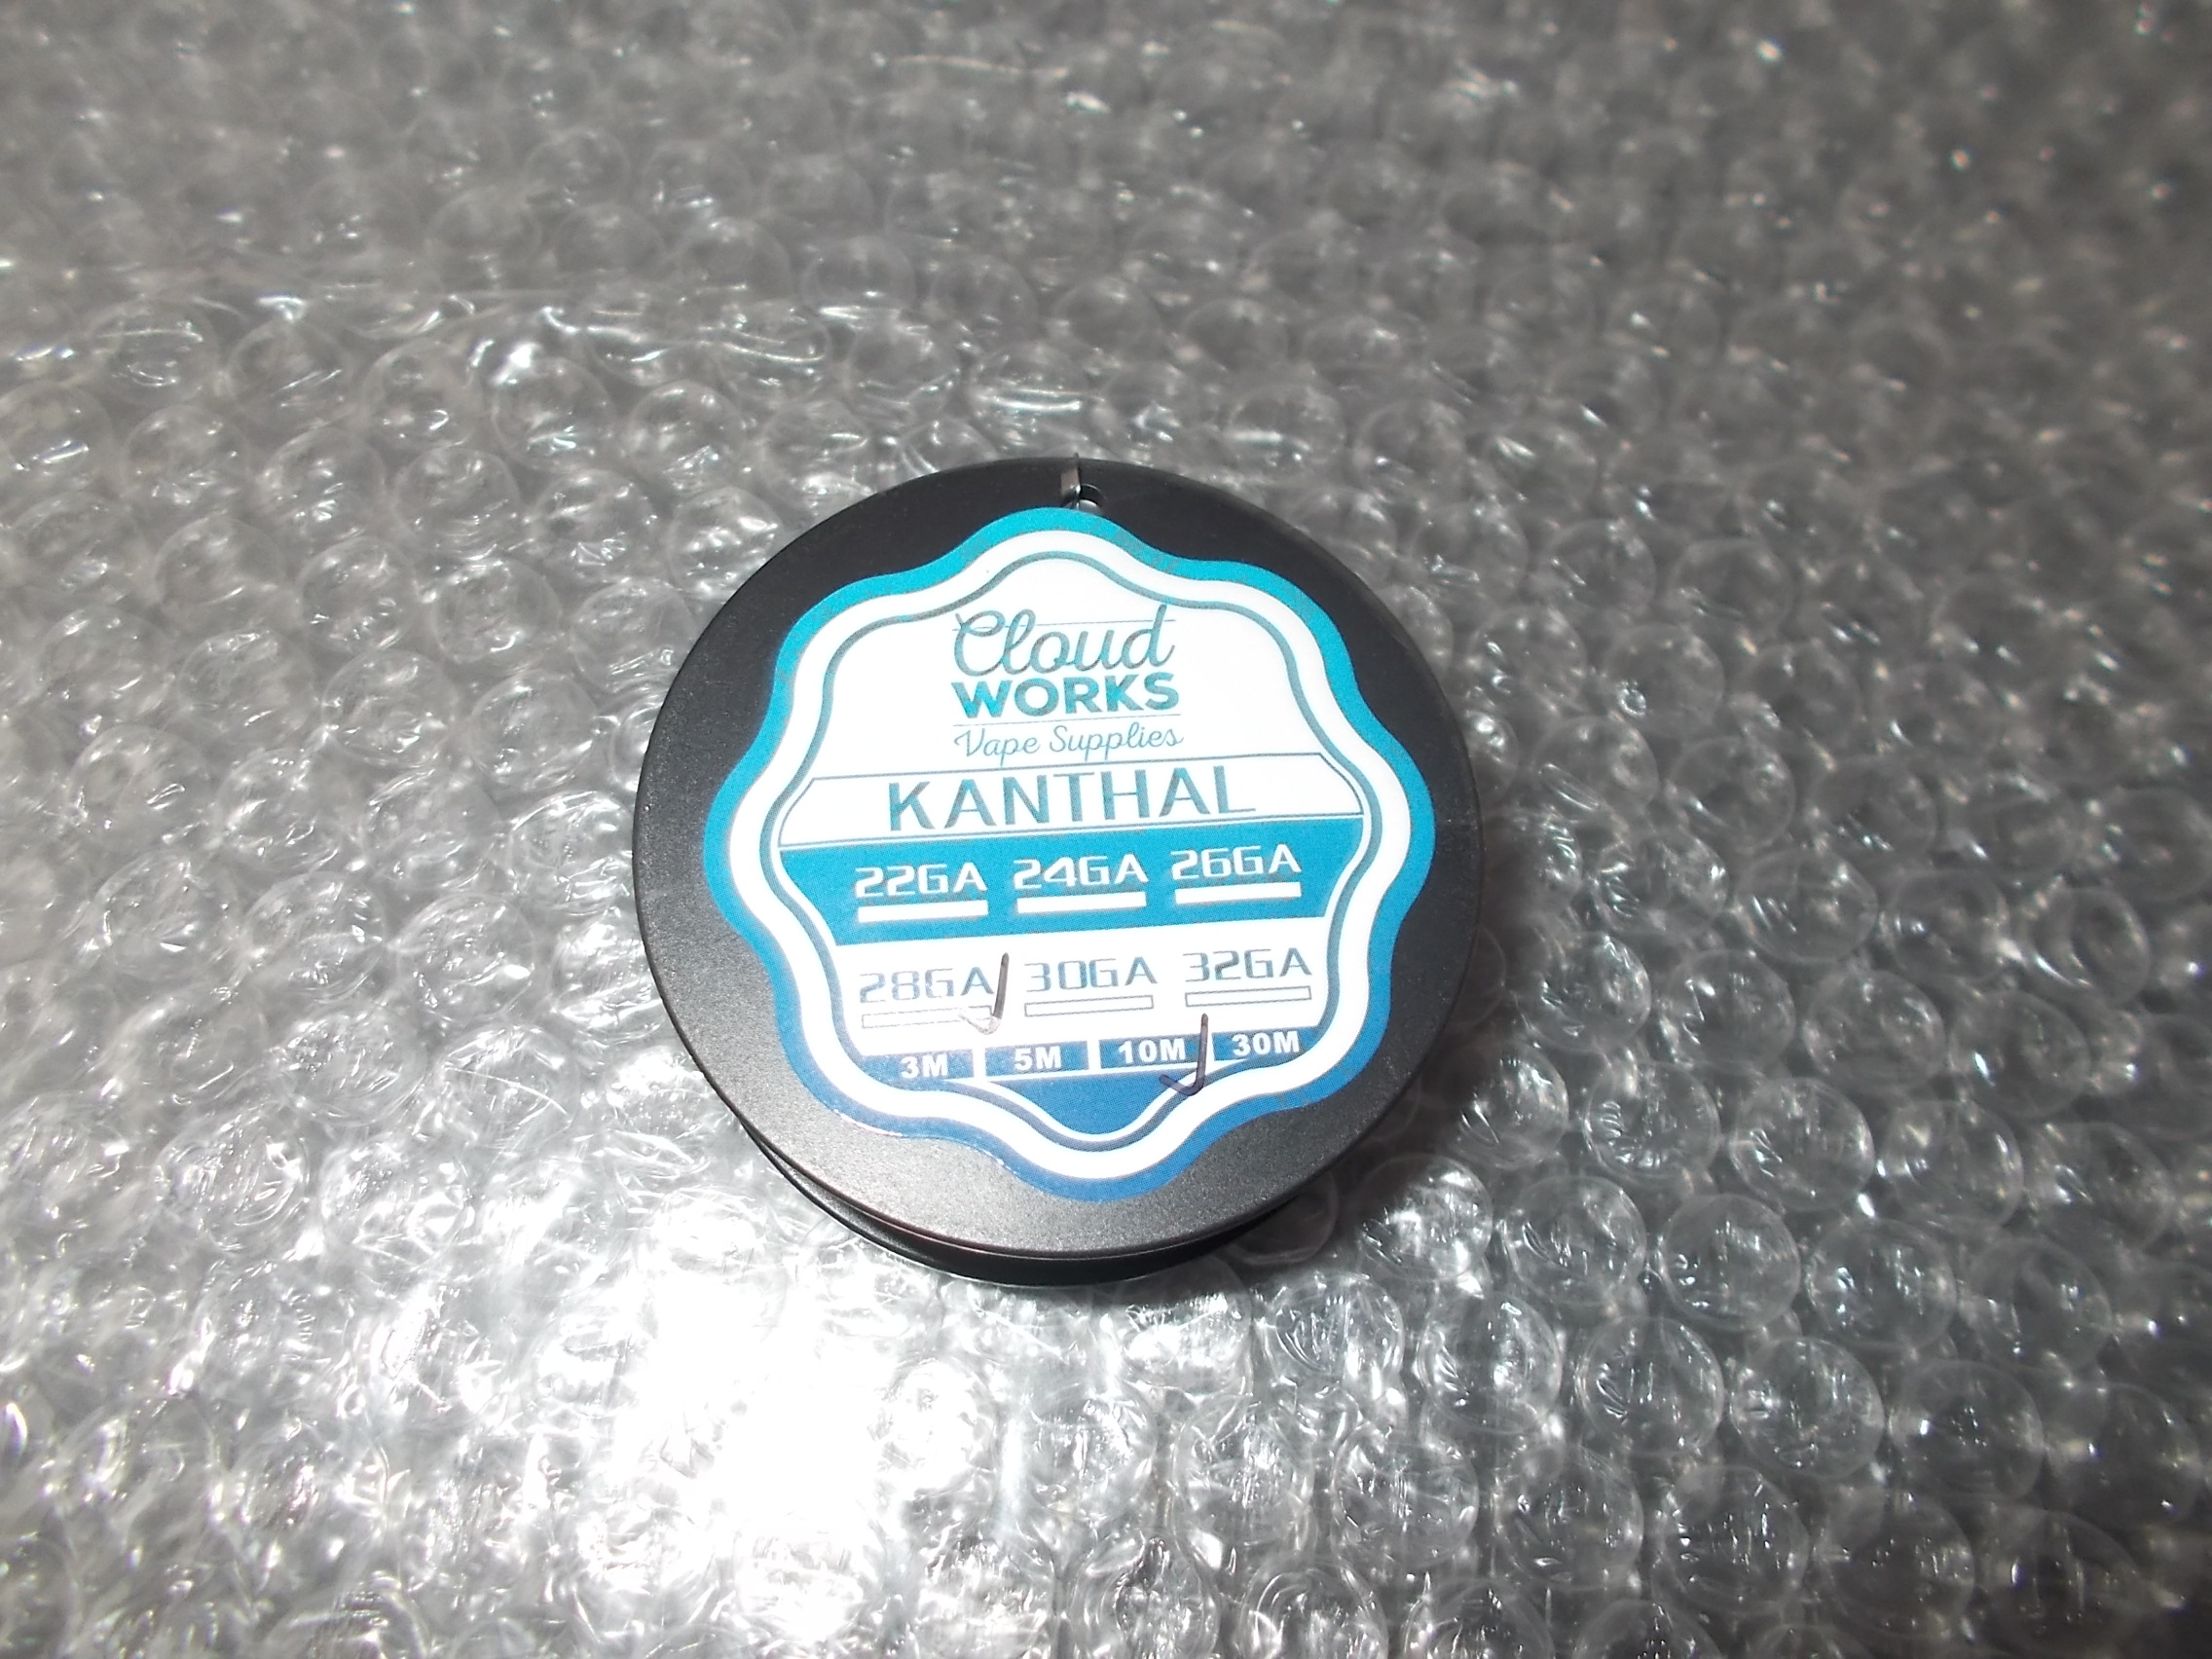 Cloud
WORKS
Vape Supplies
KANTHAL
22GA 24GA 26GA
28GA 30GA 32GA
3M 5M 10M 30M